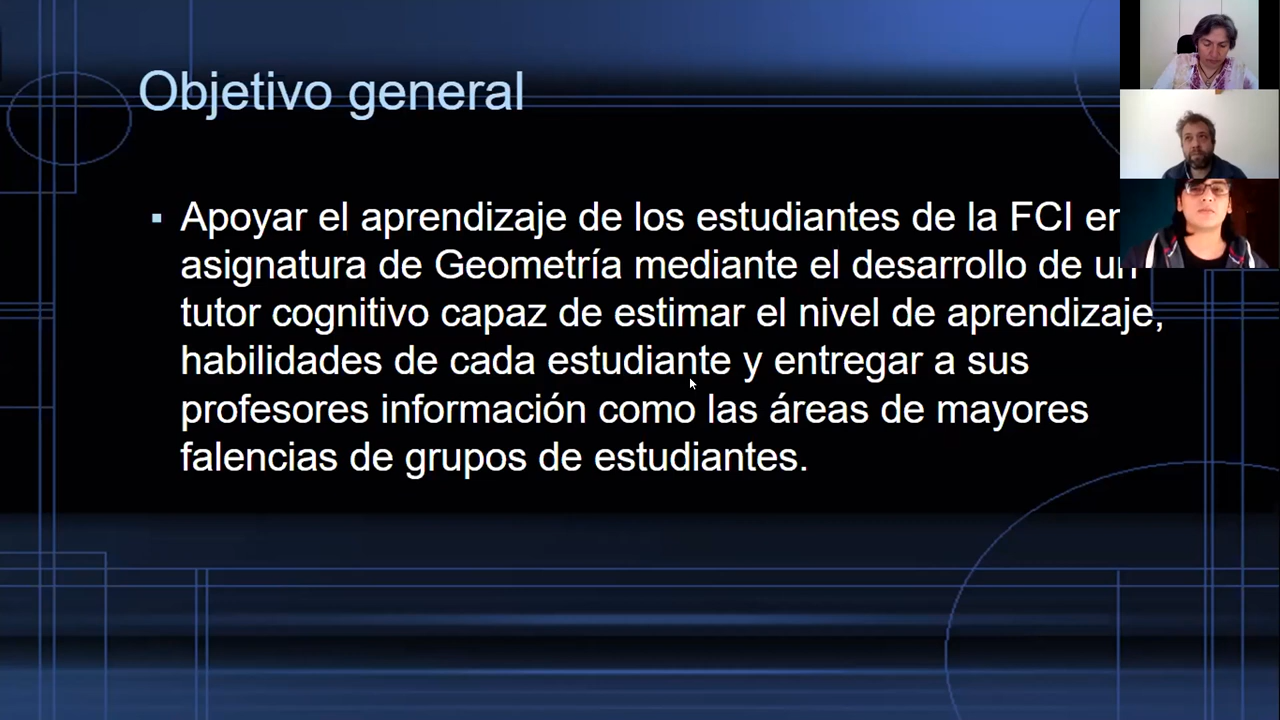 Objetivo general
Apoyar el aprendizaje de los estudiantes de la FCI en
asignatura de Geometría mediante el desarrollo de un
tutor cognitivo capaz de estimar el nivel de aprendizaje,
habilidades de cada estudiante y entregar a sus
profesores información como las áreas de mayores
falencias de grupos de estudiantes.